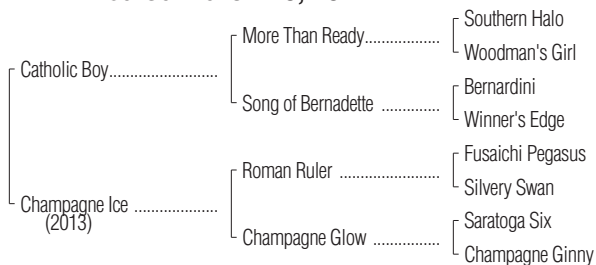 Southern Halo
More Than Ready
Woodman's Girl
Catholic Boy
Bernardini
Song of Bernadette
Winner's Edge
Fusaichi Pegasus
Roman Ruler
Silvery Swan
Champagne Ice
(2013)
Saratoga Six
Champagne Glow
Champagne Ginny